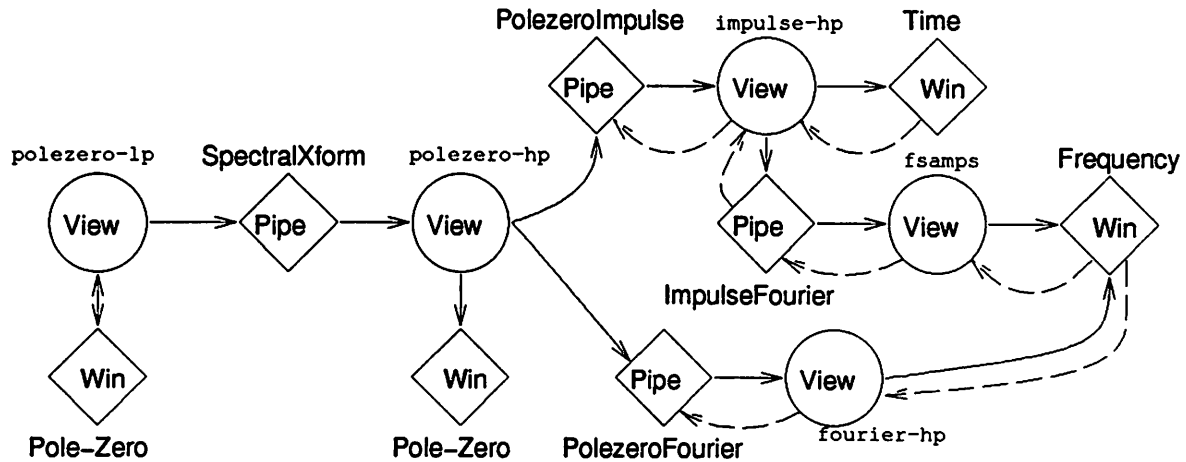 PolezeroImpulse
impulse-hp
Time
Pipe
View
Win
polezero-lp
SpectralXform
polezero-hp
fsamps
Frequency
View
Pipe
View
Pipe
View
Win
ImpulseFourier
Win
Win
Pipe
View
Pole-Zero
Pole-Zero
PolezeroFourier
fourier-hp